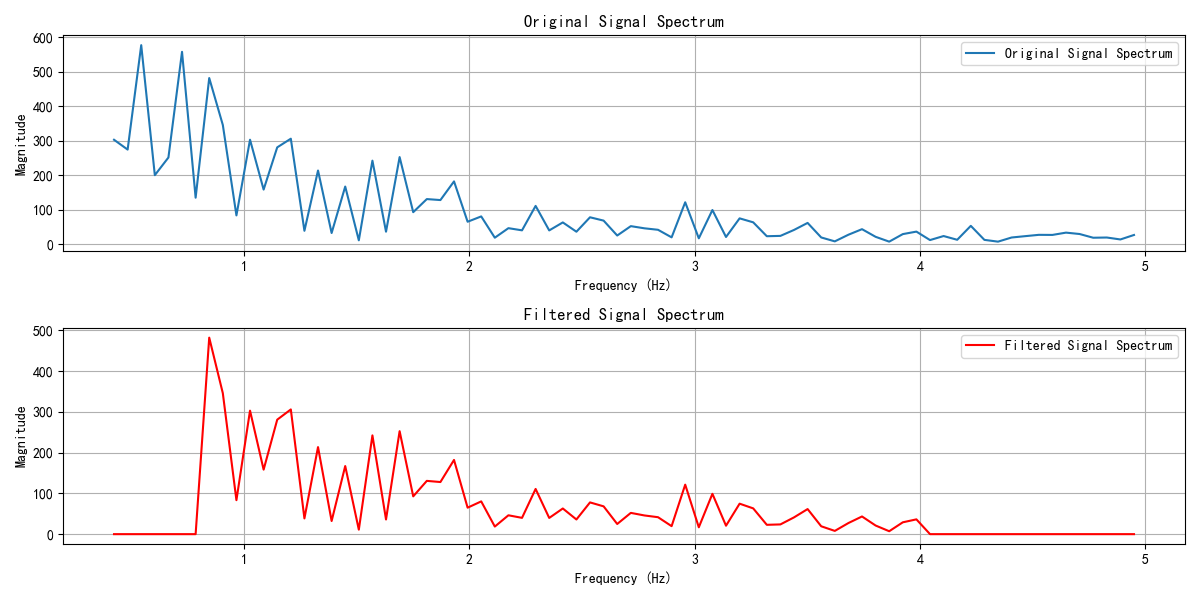 Original Signal Spectrum
600
500
400
300
200
100
0
Magnitude
Original Signal Spectrum
1
2
3
4
5
Frequency (Hz)
Filtered Signal Spectrum
500
400
300
200
100
0
Magnitude
Filtered Signal Spectrum
1
2
3
4
5
Frequency (Hz)